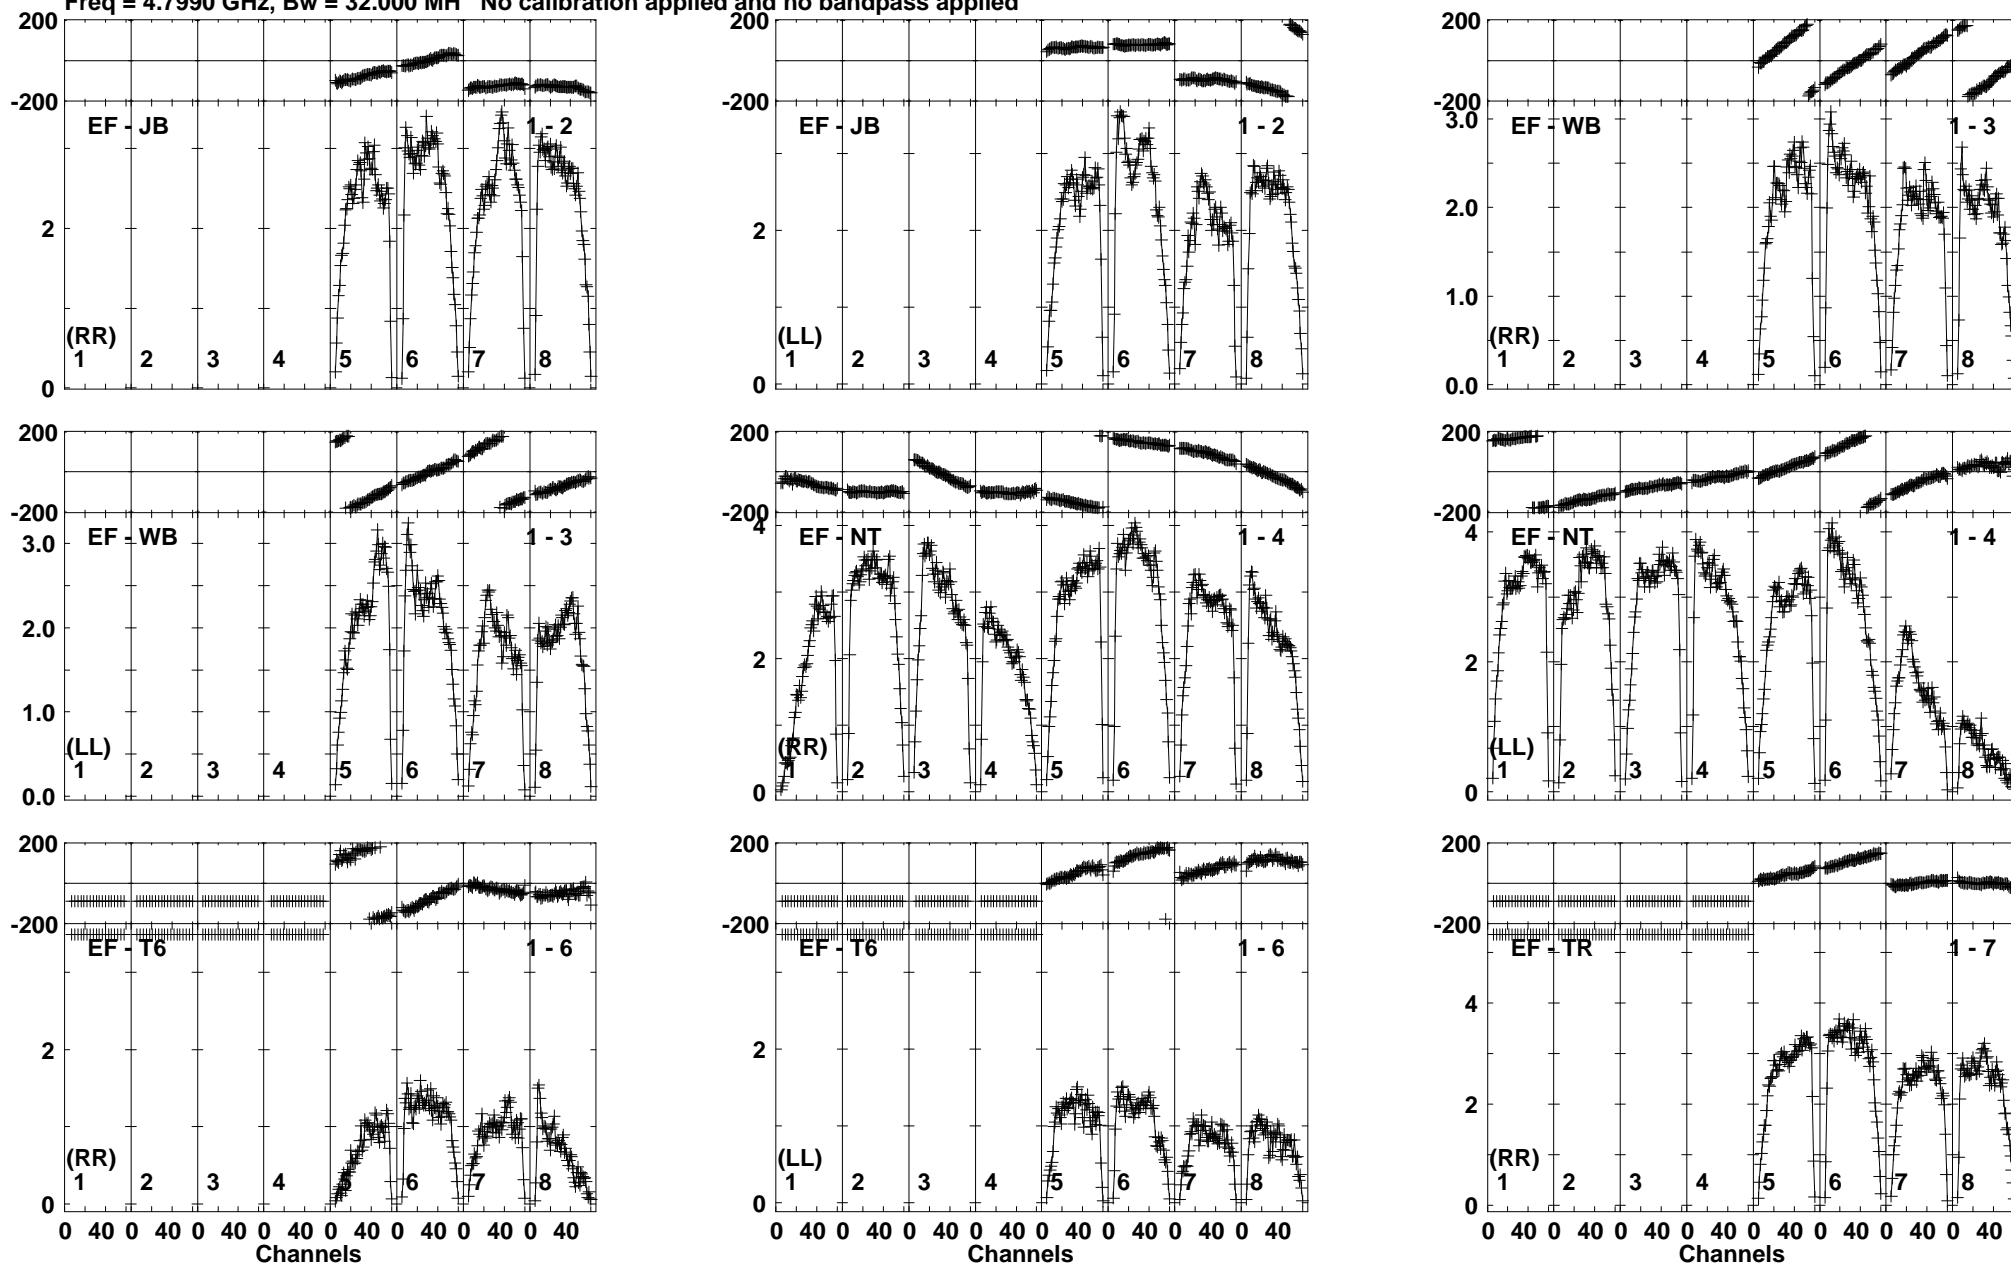 Freq = 4.7990 GHz, Bw = 32.000 MH   No calibration applied and no bandpass applied
200 200 200
-200 -200 -200
EF - JB 1 - 2 EF - JB 1 - 2 3.0 EF - WB 1 - 3
2 2 2.0
1.0
(RR) (LL) (RR)
1 2 3 4 5 6 7 8 1 2 3 4 5 6 7 8 1 2 3 4 5 6 7 8
0 0 0.0
200 200 200
-200 -200 -200
EF - WB 1 - 3 4 EF - NT 1 - 4 4 EF - NT 1 - 4
3.0
2.0 2 2
1.0
(LL) (RR) (LL)
1 2 3 4 5 6 7 8 1 2 3 4 5 6 7 8 1 2 3 4 5 6 7 8
0.0 0 0
200 200 200
-200 -200 -200
EF - T6 1 - 6 EF - T6 1 - 6 EF - TR 1 - 7
4
2 2 2
(RR) (LL) (RR)
1 2 3 4 5 6 7 8 1 2 3 4 5 6 7 8 1 2 3 4 5 6 7 8
0 0 0
0 40 0 40 0 40 0 40 0 40 0 40 0 40 0 40 0 40 0 40 0 40 0 40 0 40 0 40 0 40 0 40 0 40 0 40 0 40 0 40 0 40 0 40 0 40 0 40
Channels Channels Channels